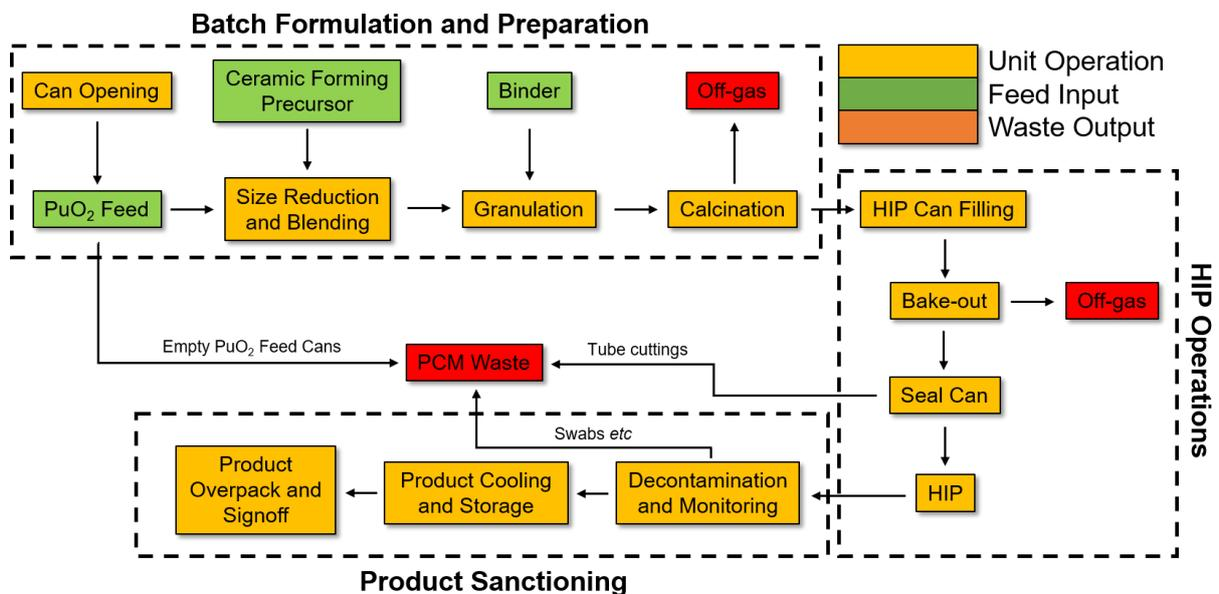 Batch Formulation and Preparation
Can Opening
Ceramic Forming
Precursor
Binder
Off-gas
Unit Operation
Feed Input
Waste Output
PuO₂ Feed
Size Reduction
and Blending
Granulation
Calcination
HIP Can Filling
Bake-out
Off-gas
HIP Operations
Empty PuO₂ Feed Cans
PCM Waste
Tube cuttings
Seal Can
Swabs etc
Product
Overpack and
Signoff
Product Cooling
and Storage
Decontamination
and Monitoring
HIP
Product Sanctioning